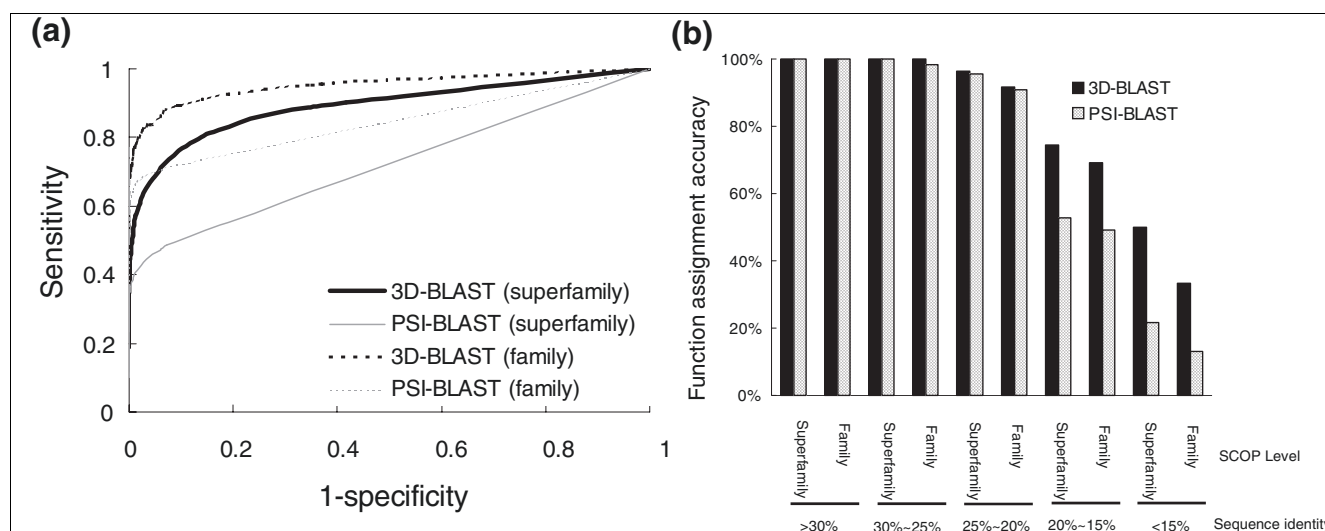 (a)
1
0.8
0.6
0.4
0.2
0
Sensitivity
0 0.2 0.4 0.6 0.8 1
1-specificity
3D-BLAST (superfamily)
PSI-BLAST (superfamily)
3D-BLAST (family)
PSI-BLAST (family)
(b)
100%
80%
60%
40%
20%
0%
Function assignment accuracy
3D-BLAST
PSI-BLAST
Superfamily Family Superfamily Family Superfamily Family Superfamily Family Superfamily Family
SCOP Level
>30% 30%~25% 25%~20% 20%~15% <15% Sequence identity